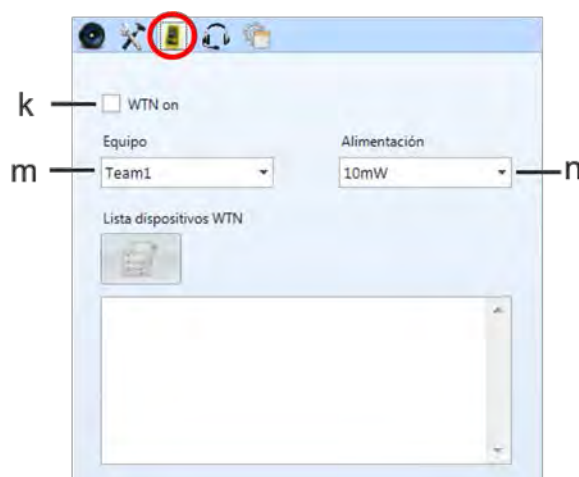 k WTN on
Equipo Alimentación
m Team1 10mW n
Lista dispositivos WTN